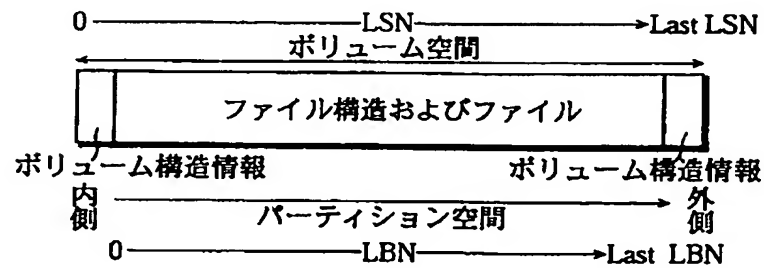 0 LSN Last LSN
ボリューム空間
ファイル構造およびファイル
ボリューム構造情報 ボリューム構造情報
内側 パーティション空間 外側
0 LBN Last LBN